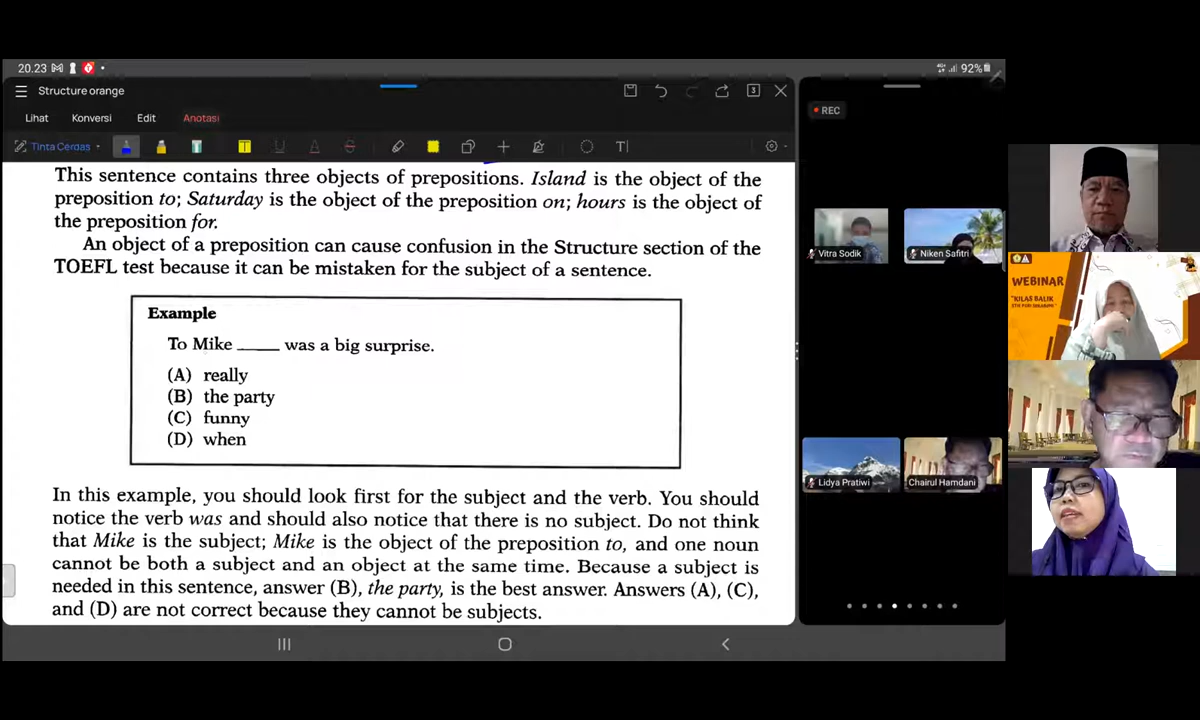 20.23
92%
Structure orange
3
Lihat Konversi Edit Anotasi
Tinta Cerdas
T
This sentence contains three objects of prepositions. Island is the object of the
preposition to; Saturday is the object of the preposition on; hours is the object of
the preposition for.
An object of a preposition can cause confusion in the Structure section of the
TOEFL test because it can be mistaken for the subject of a sentence.
Example
To Mike _____ was a big surprise.
(A) really
(B) the party
(C) funny
(D) when
In this example, you should look first for the subject and the verb. You should
notice the verb was and should also notice that there is no subject. Do not think
that Mike is the subject; Mike is the object of the preposition to, and one noun
cannot be both a subject and an object at the same time. Because a subject is
needed in this sentence, answer (B), the party, is the best answer. Answers (A), (C),
and (D) are not correct because they cannot be subjects.
REC
Vitra Sodik
Niken Safitri
Lidya Pratiwi
Chairul Hamdani
WEBINAR
"KILAS BALIK